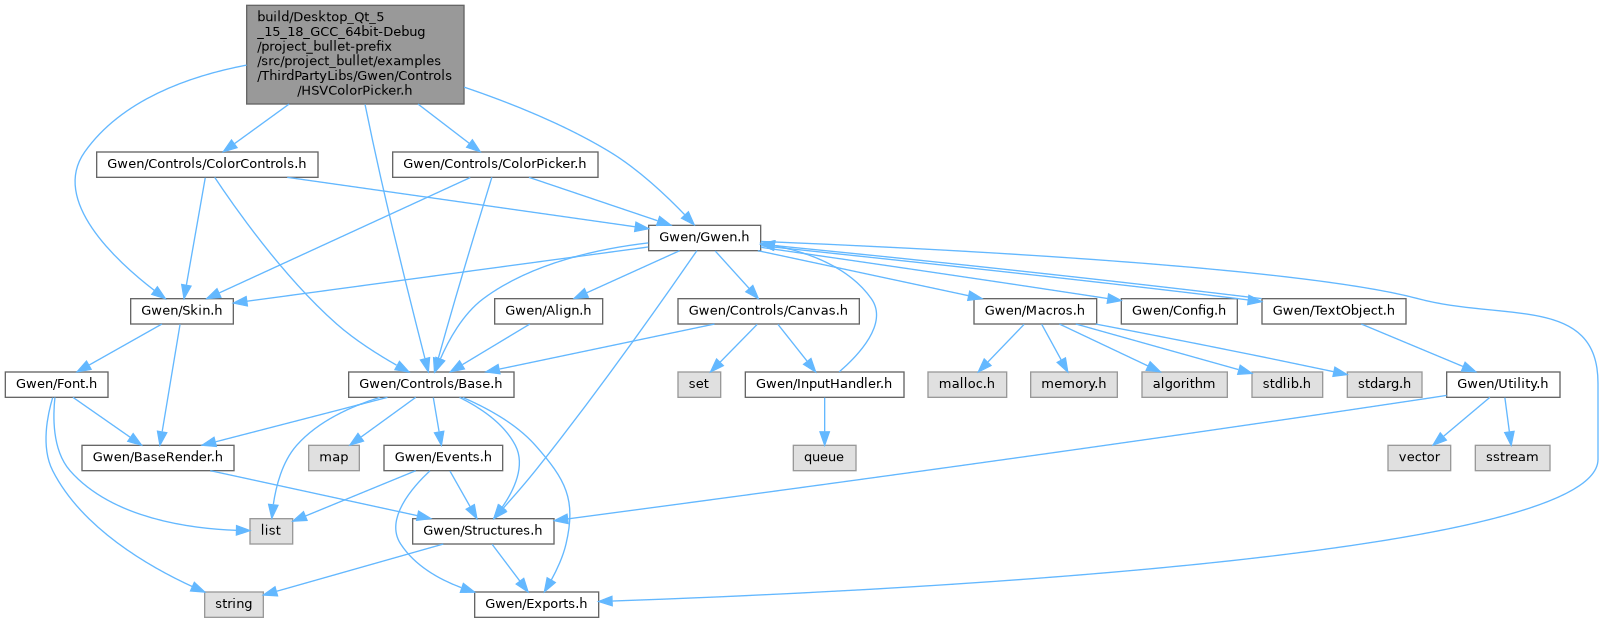 build/Desktop_Qt_5
_15_18_GCC_64bit-Debug
/project_bullet-prefix
/src/project_bullet/examples
/ThirdPartyLibs/Gwen/Controls
/HSVColorPicker.h
Gwen/Controls/ColorControls.h
Gwen/Controls/ColorPicker.h
Gwen/Gwen.h
Gwen/Skin.h
Gwen/Align.h
Gwen/Controls/Canvas.h
Gwen/Macros.h
Gwen/Config.h
Gwen/TextObject.h
Gwen/Font.h
Gwen/Controls/Base.h
set
Gwen/InputHandler.h
malloc.h
memory.h
algorithm
stdlib.h
stdarg.h
Gwen/Utility.h
Gwen/BaseRender.h
map
Gwen/Events.h
queue
vector
sstream
list
Gwen/Structures.h
string
Gwen/Exports.h